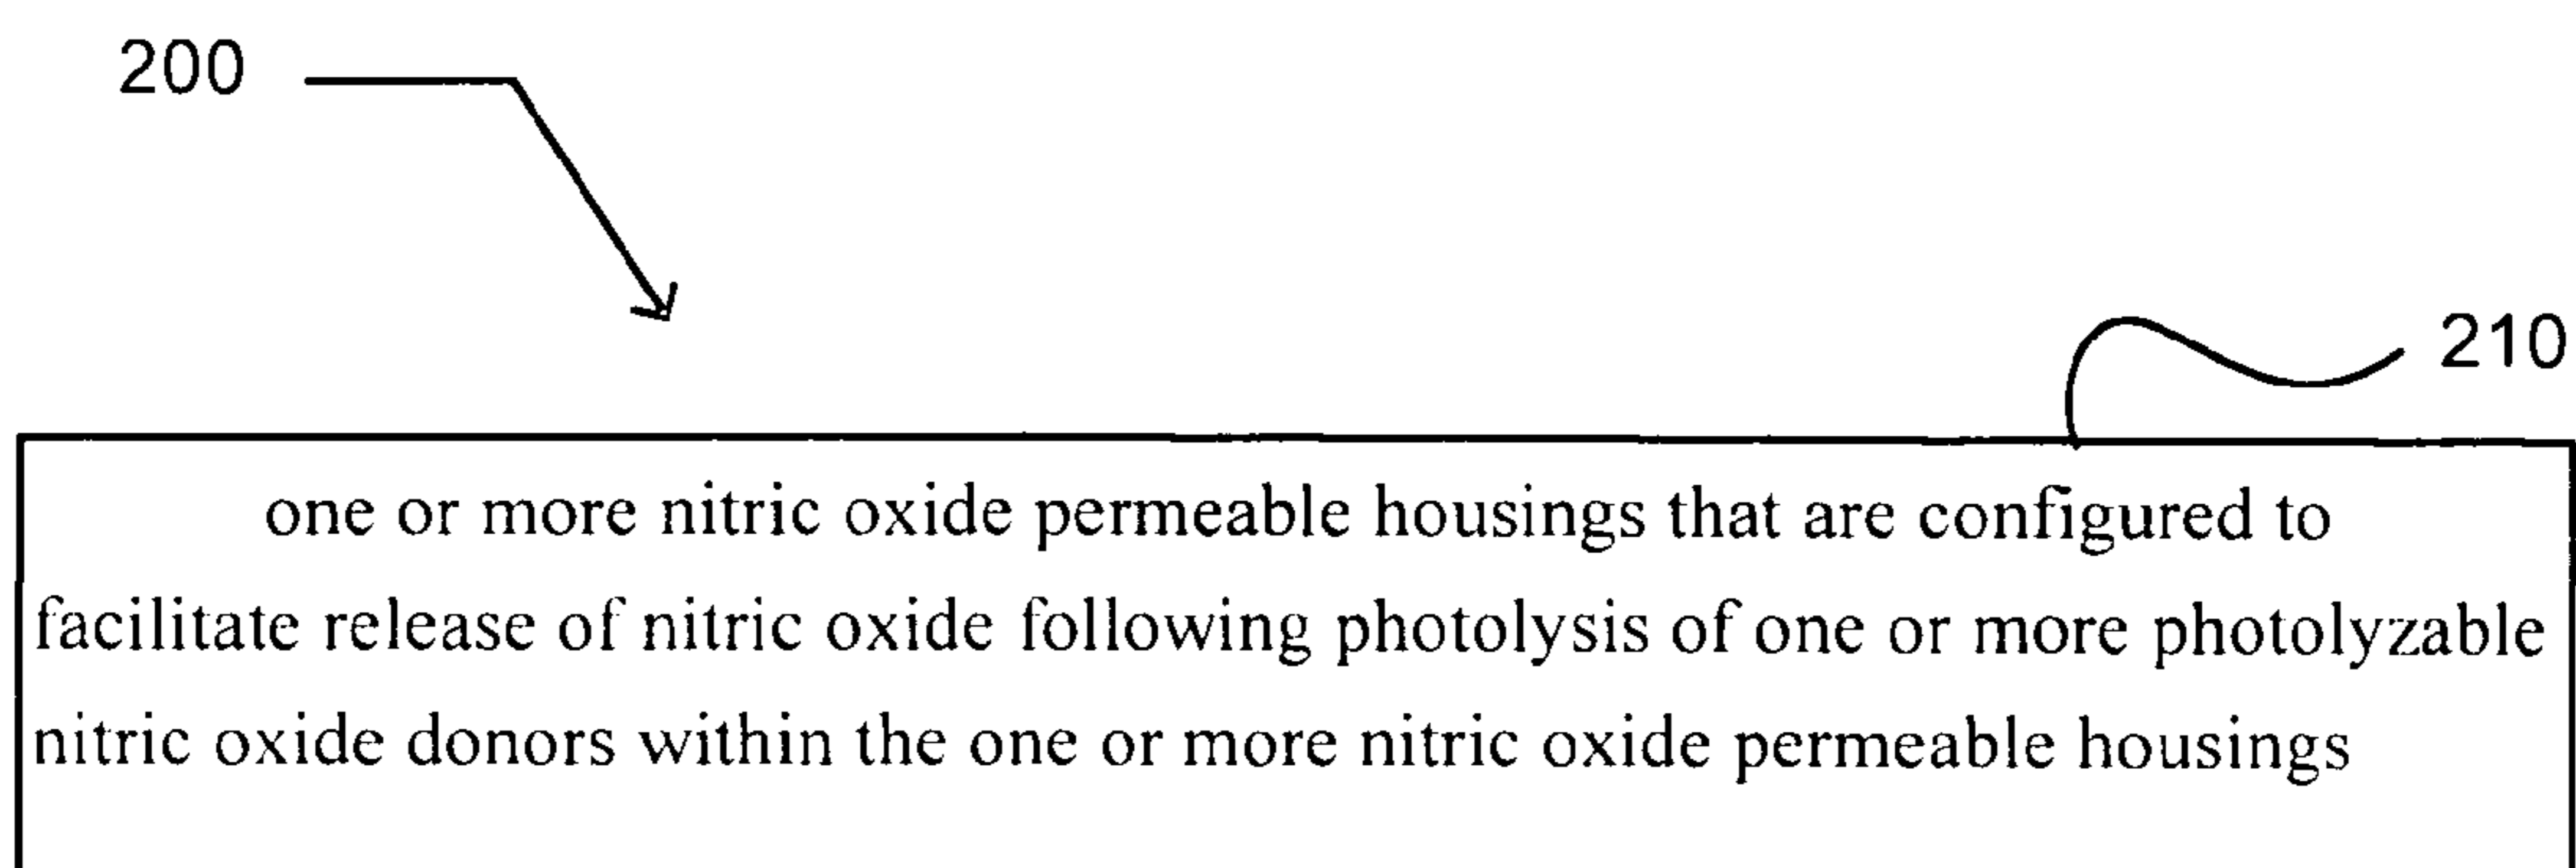 200
210
one or more nitric oxide permeable housings that are configured to
facilitate release of nitric oxide following photolysis of one or more photolyzable
nitric oxide donors within the one or more nitric oxide permeable housings